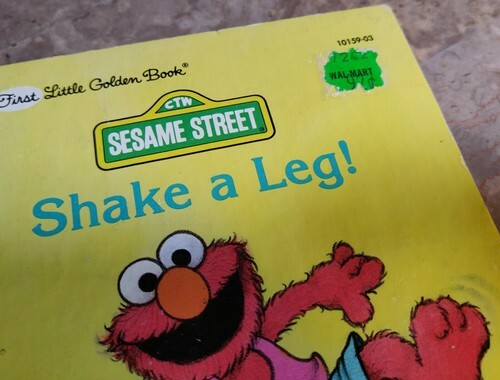 10159-03
WAL-MART
First Little Golden Book®
CTW
SESAME STREET
Shake a Leg!